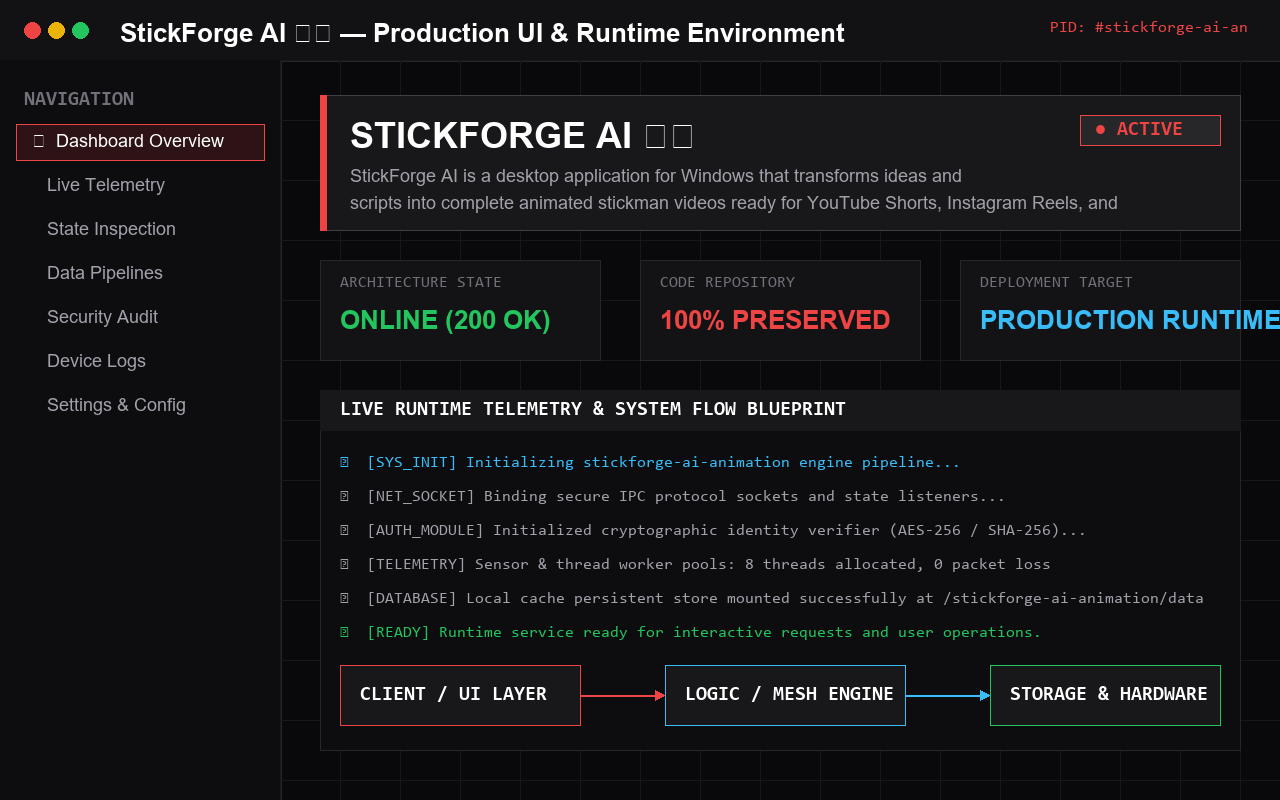 StickForge AI — Production UI & Runtime Environment
PID: #stickforge-ai-an
NAVIGATION
Dashboard Overview
Live Telemetry
State Inspection
Data Pipelines
Security Audit
Device Logs
Settings & Config
STICKFORGE AI
● ACTIVE
StickForge AI is a desktop application for Windows that transforms ideas and
scripts into complete animated stickman videos ready for YouTube Shorts, Instagram Reels, and
ARCHITECTURE STATE
ONLINE (200 OK)
CODE REPOSITORY
100% PRESERVED
DEPLOYMENT TARGET
PRODUCTION RUNTIME
LIVE RUNTIME TELEMETRY & SYSTEM FLOW BLUEPRINT
[SYS_INIT] Initializing stickforge-ai-animation engine pipeline...
[NET_SOCKET] Binding secure IPC protocol sockets and state listeners...
[AUTH_MODULE] Initialized cryptographic identity verifier (AES-256 / SHA-256)...
[TELEMETRY] Sensor & thread worker pools: 8 threads allocated, 0 packet loss
[DATABASE] Local cache persistent store mounted successfully at /stickforge-ai-animation/data
[READY] Runtime service ready for interactive requests and user operations.
CLIENT / UI LAYER
LOGIC / MESH ENGINE
STORAGE & HARDWARE